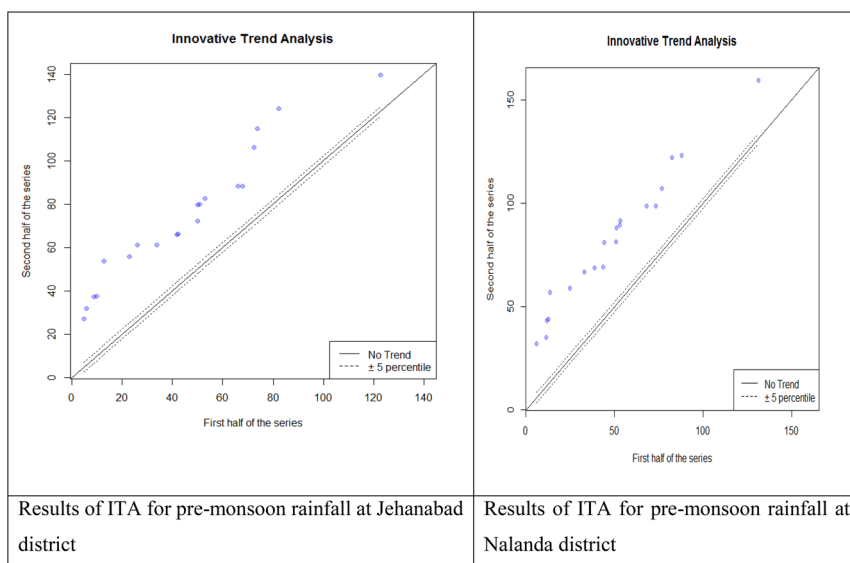 Innovative Trend Analysis
140
120
100
80
60
40
20
0
Second half of the series
0 20 40 60 80 100 120 140
First half of the series
No Trend
± 5 percentile
Innovative Trend Analysis
150
100
50
0
Second half of the series
0 50 100 150
First half of the series
No Trend
± 5 percentile
Results of ITA for pre-monsoon rainfall at Jehanabad
district
Results of ITA for pre-monsoon rainfall at
Nalanda district